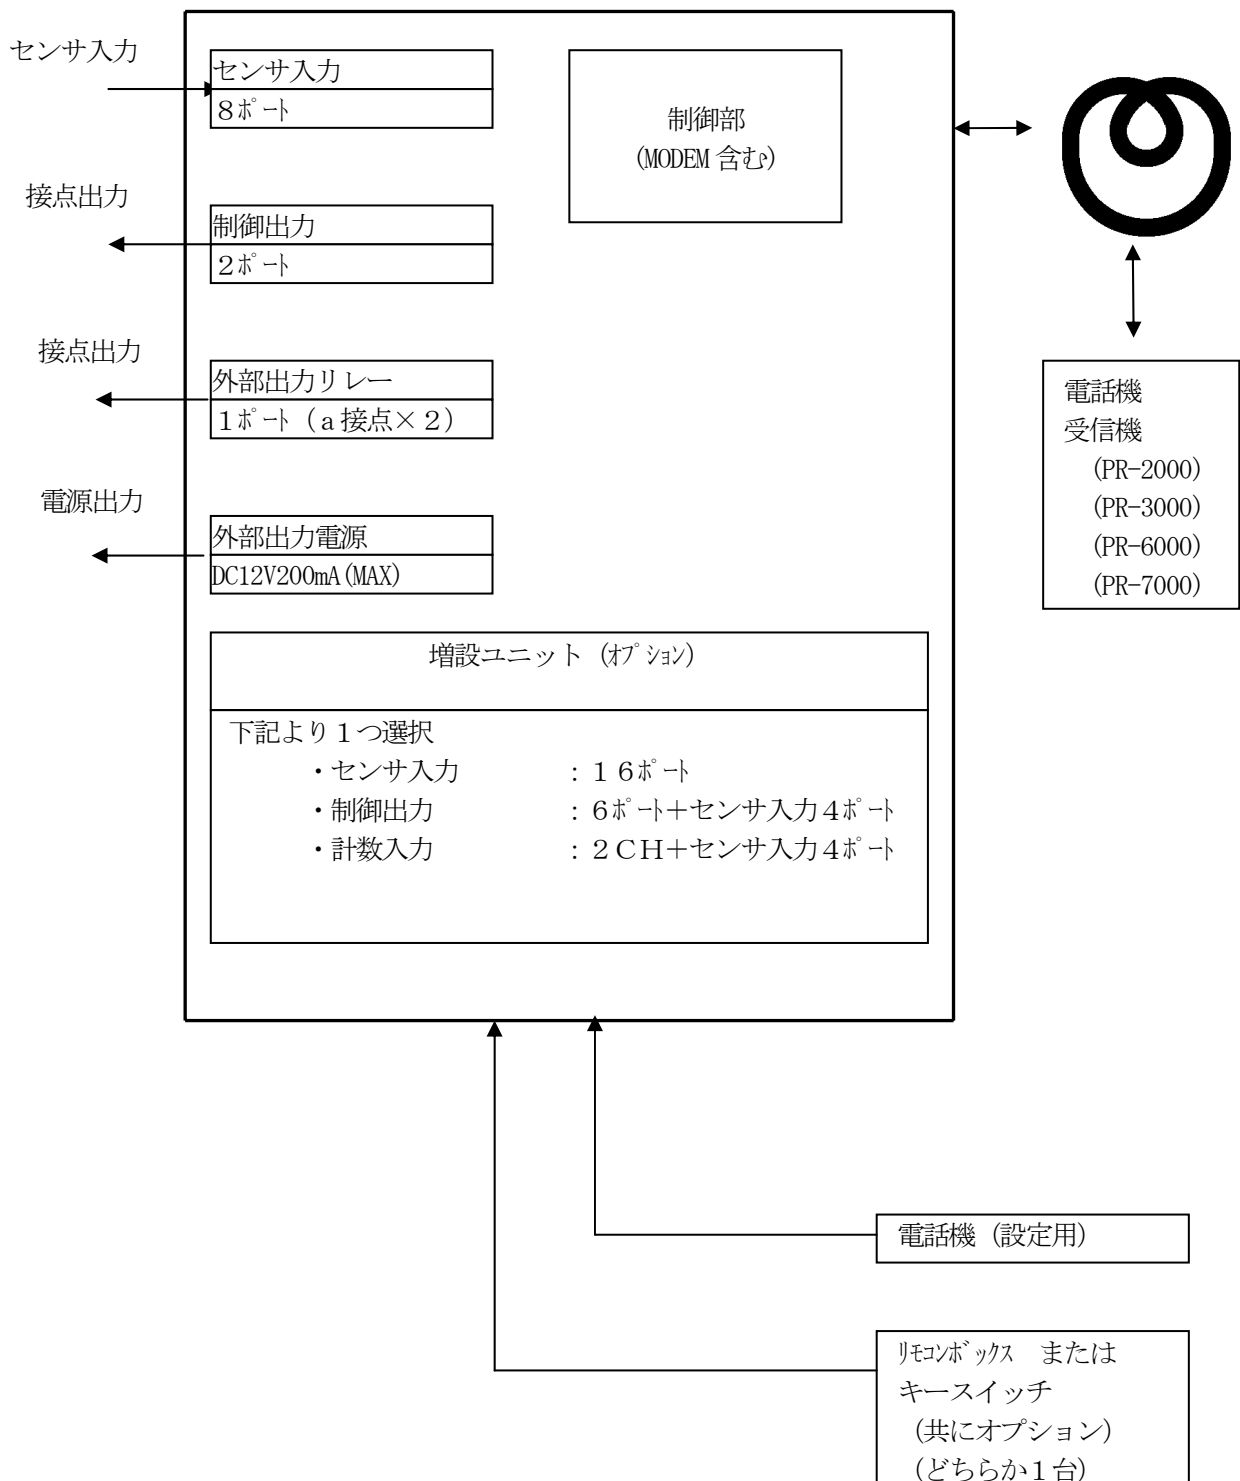 センサ入力
センサ入力
8ﾎﾟｰﾄ
制御部
(MODEM 含む)
接点出力
制御出力
2ﾎﾟｰﾄ
接点出力
外部出力リレー
1ﾎﾟｰﾄ（a接点×2）
電話機
受信機
(PR-2000)
(PR-3000)
(PR-6000)
(PR-7000)
電源出力
外部出力電源
DC12V200mA(MAX)
増設ユニット (ｵﾌﾟｼｮﾝ)
下記より1つ選択
・センサ入力 : 16ﾎﾟｰﾄ
・制御出力 : 6ﾎﾟｰﾄ+センサ入力4ﾎﾟｰﾄ
・計数入力 : 2CH+センサ入力4ﾎﾟｰﾄ
電話機（設定用）
ﾘﾓｺﾝﾎﾞｯｸｽ または
キースイッチ
（共にオプション）
（どちらか1台）